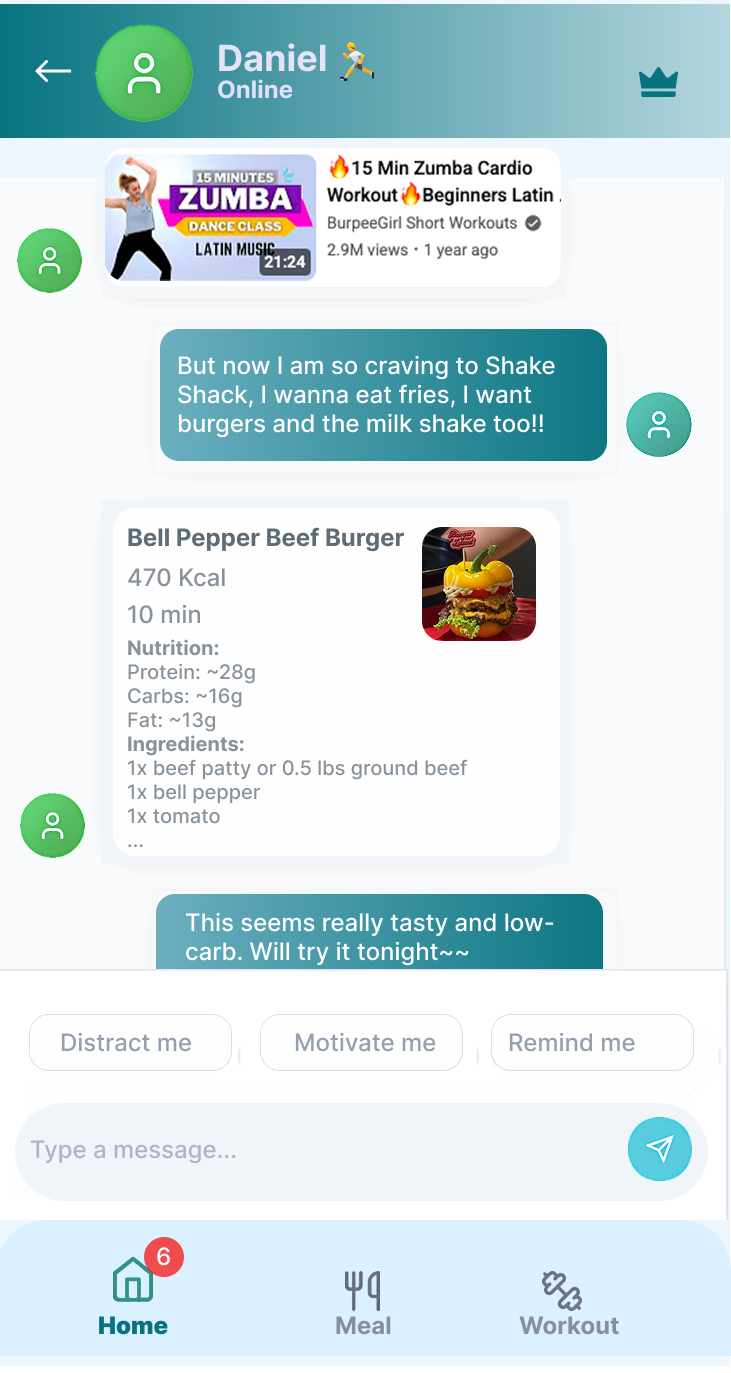 Daniel
Online
15 MINUTES
ZUMBA
DANCE CLASS
LATIN MUSIC
21:24
🔥15 Min Zumba Cardio
Workout🔥Beginners Latin .
BurpeeGirl Short Workouts
2.9M views • 1 year ago
But now I am so craving to Shake
Shack, I wanna eat fries, I want
burgers and the milk shake too!!
Bell Pepper Beef Burger
470 Kcal
10 min
Nutrition:
Protein: ~28g
Carbs: ~16g
Fat: ~13g
Ingredients:
1x beef patty or 0.5 lbs ground beef
1x bell pepper
1x tomato
...
This seems really tasty and low-
carb. Will try it tonight~~
Distract me
Motivate me
Remind me
Type a message...
6
Home
Meal
Workout